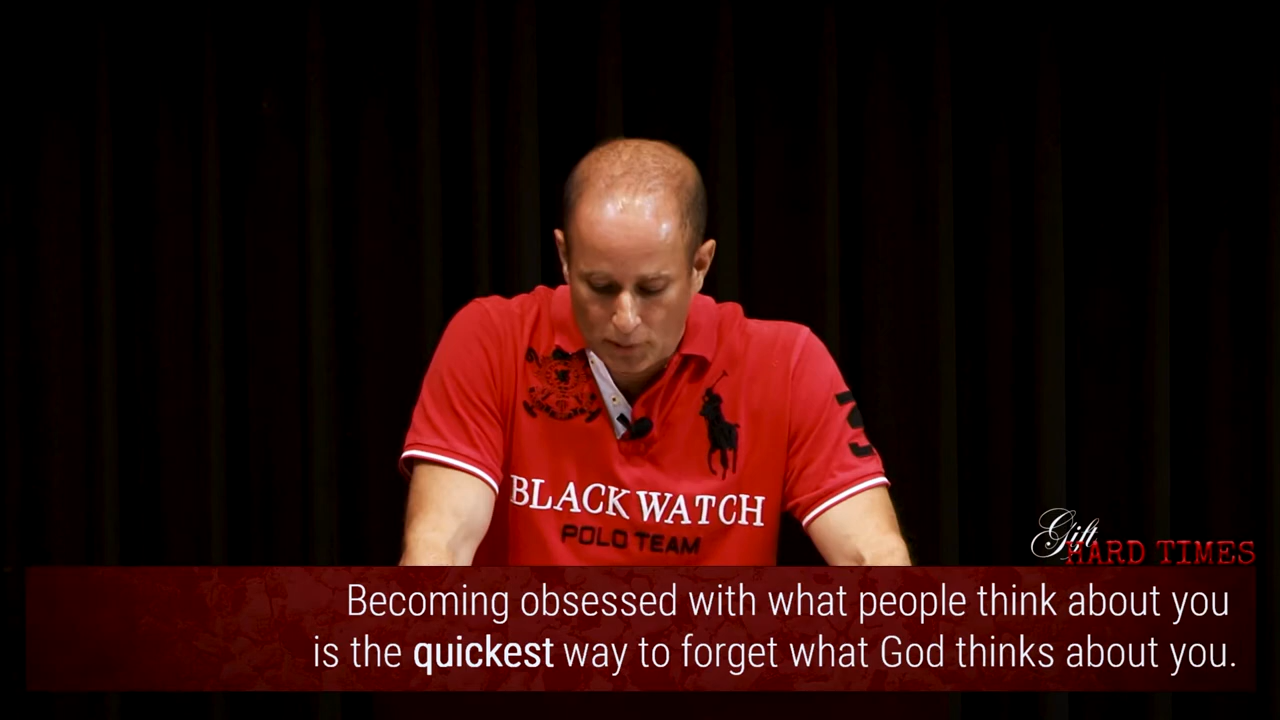 3
BLACK WATCH
POLO TEAM
Gift
HARD TIMES
Becoming obsessed with what people think about you
is the quickest way to forget what God thinks about you.